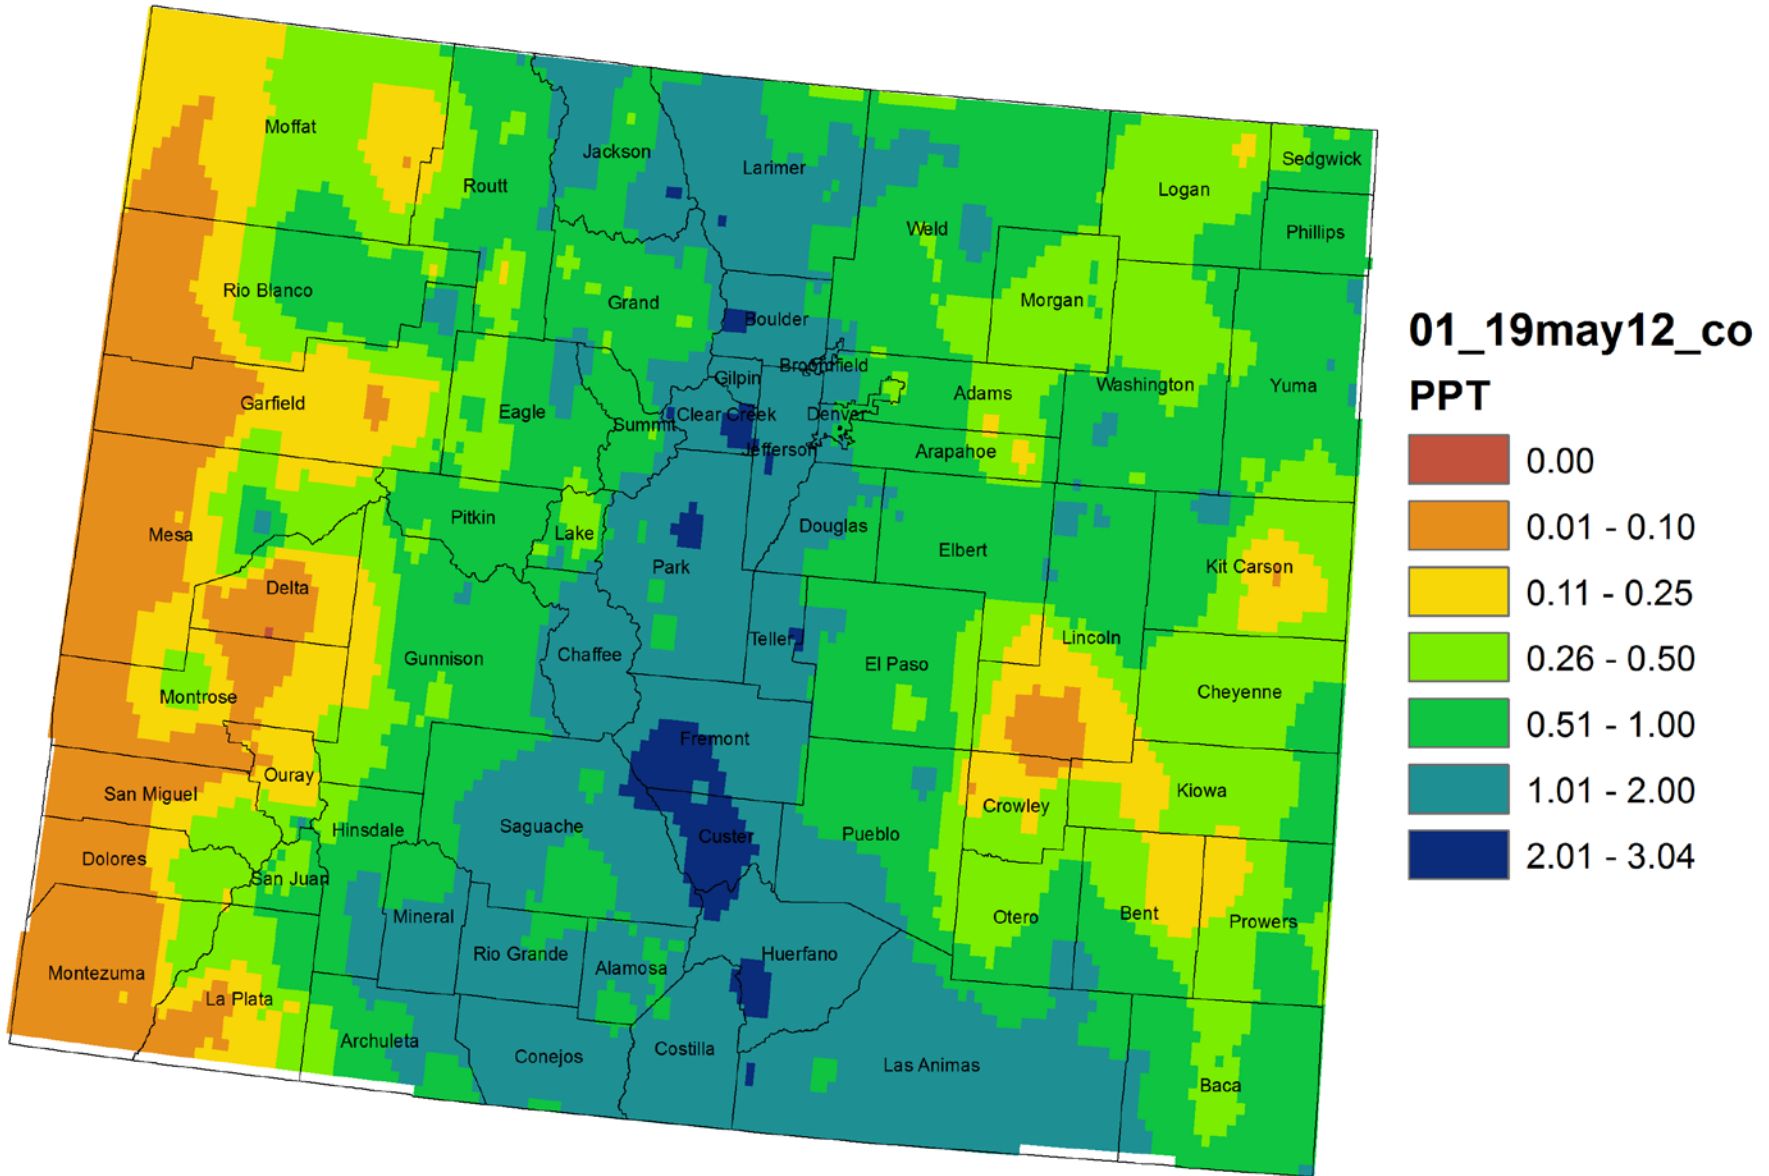 Moffat
Routt
Jackson
Larimer
Weld
Logan
Sedgwick
Phillips
Rio Blanco
Grand
Boulder
Morgan
Garfield
Eagle
Summit
Gilpin
Clear Creek
Broomfield
Denver
Jefferson
Adams
Arapahoe
Washington
Yuma
Mesa
Pitkin
Lake
Park
Douglas
Elbert
Kit Carson
Delta
Gunnison
Chaffee
Teller
El Paso
Lincoln
Cheyenne
Montrose
Ouray
Fremont
San Miguel
Hinsdale
Saguache
Custer
Pueblo
Crowley
Kiowa
Dolores
San Juan
Mineral
Rio Grande
Alamosa
Huerfano
Otero
Bent
Prowers
Montezuma
La Plata
Archuleta
Conejos
Costilla
Las Animas
Baca
01_19may12_co
PPT
0.00
0.01 - 0.10
0.11 - 0.25
0.26 - 0.50
0.51 - 1.00
1.01 - 2.00
2.01 - 3.04